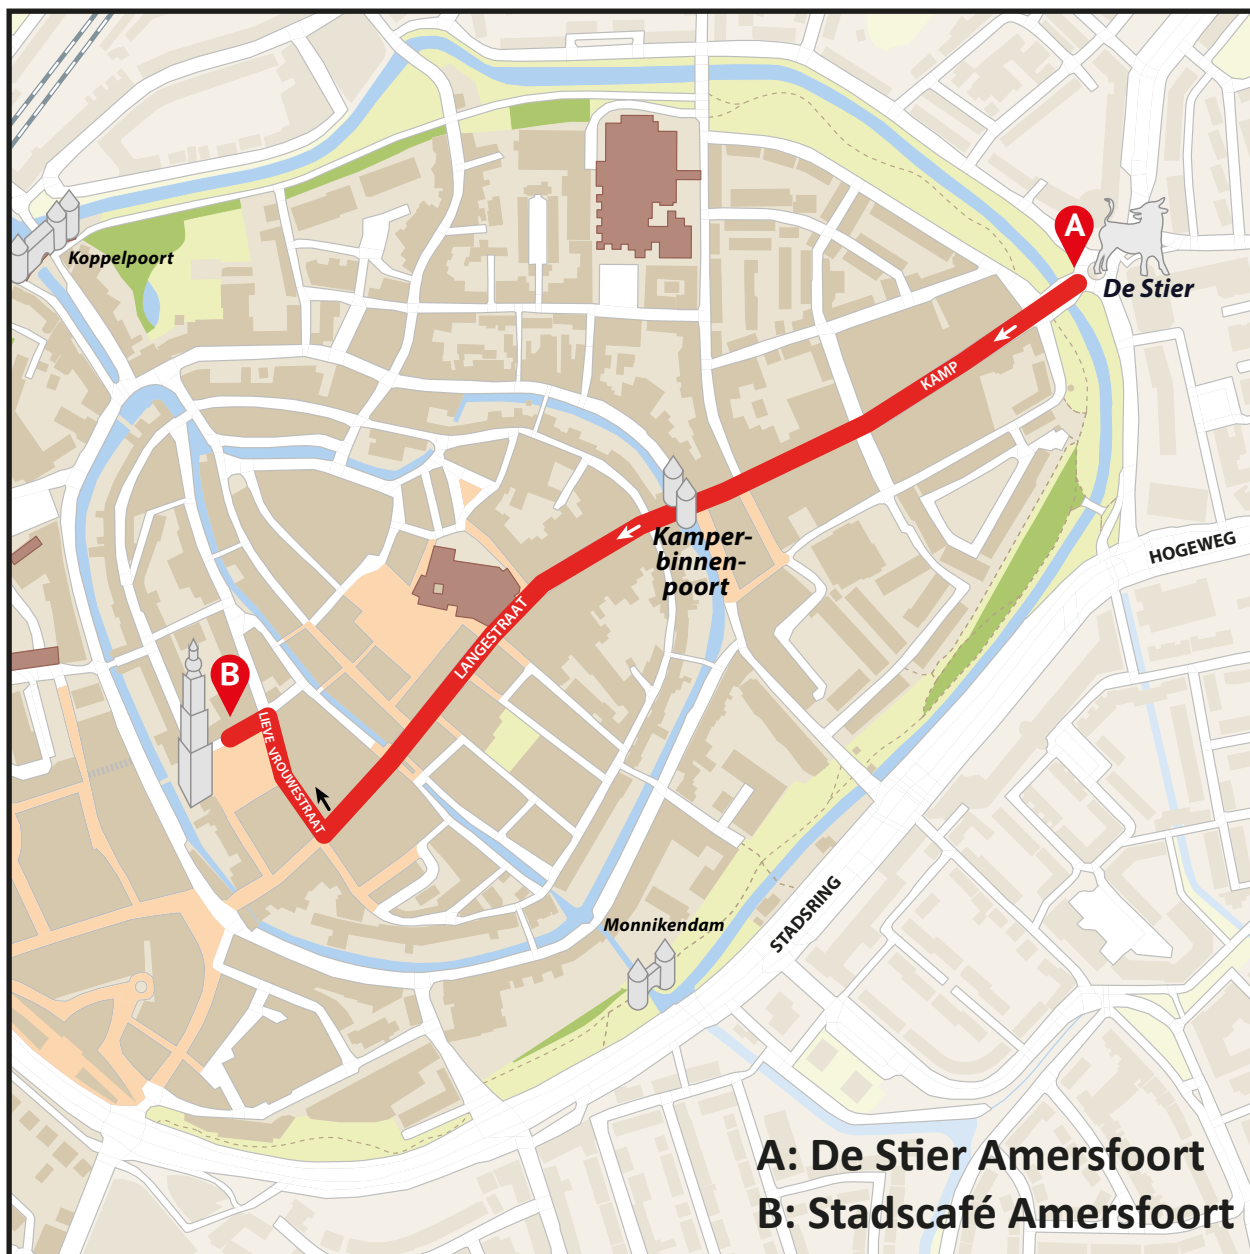 Koppelpoort
A
De Stier
KAMP
Kamper-
binnen-
poort
HOGEWEG
LANGESTRAAT
B
LIEVE VROUWESTRAAT
STADSRING
Monnikendam
A: De Stier Amersfoort
B: Stadscafé Amersfoort